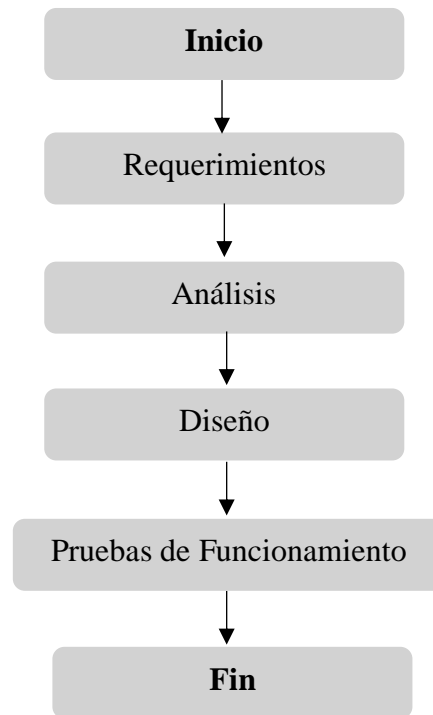 Inicio
Requerimientos
Análisis
Diseño
Pruebas de Funcionamiento
Fin